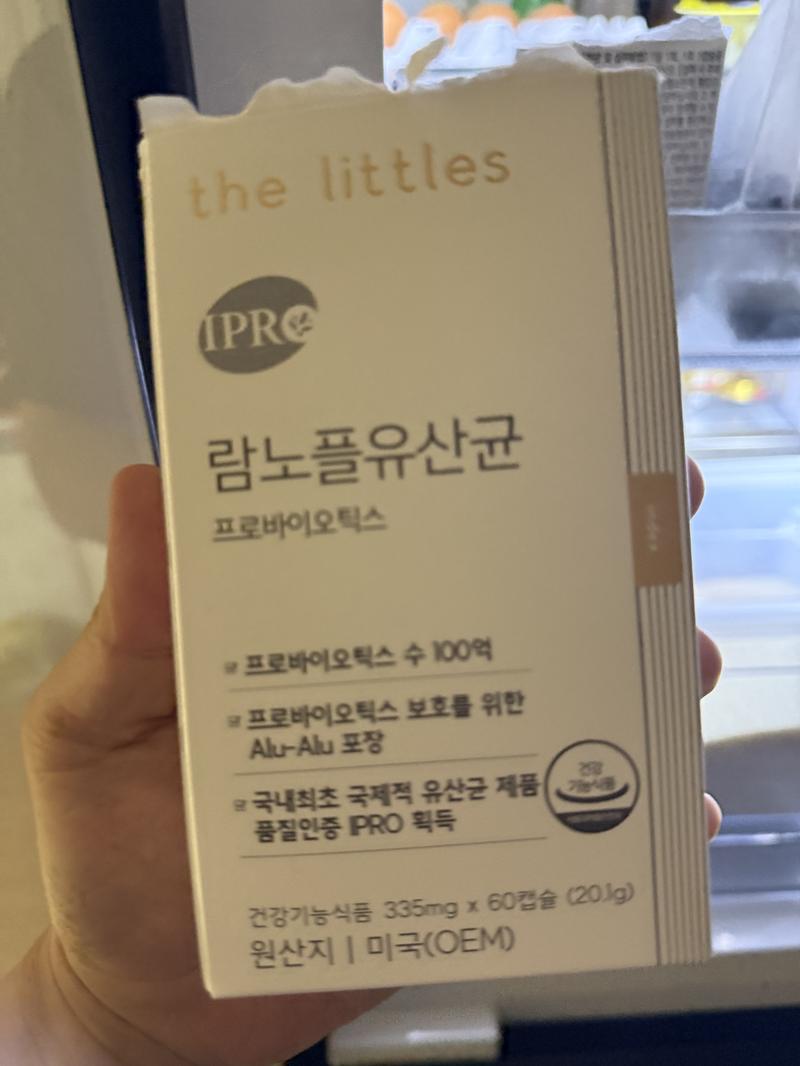 the littles
IPRO
람노플유산균
프로바이오틱스
프로바이오틱스 수 100억
프로바이오틱스 보호를 위한
Alu-Alu 포장
국내최초 국제적 유산균 제품
품질인증 IPRO 획득
건강
기능식품
건강기능식품 335mg x 60캡슐 (20.1g)
원산지 | 미국(OEM)